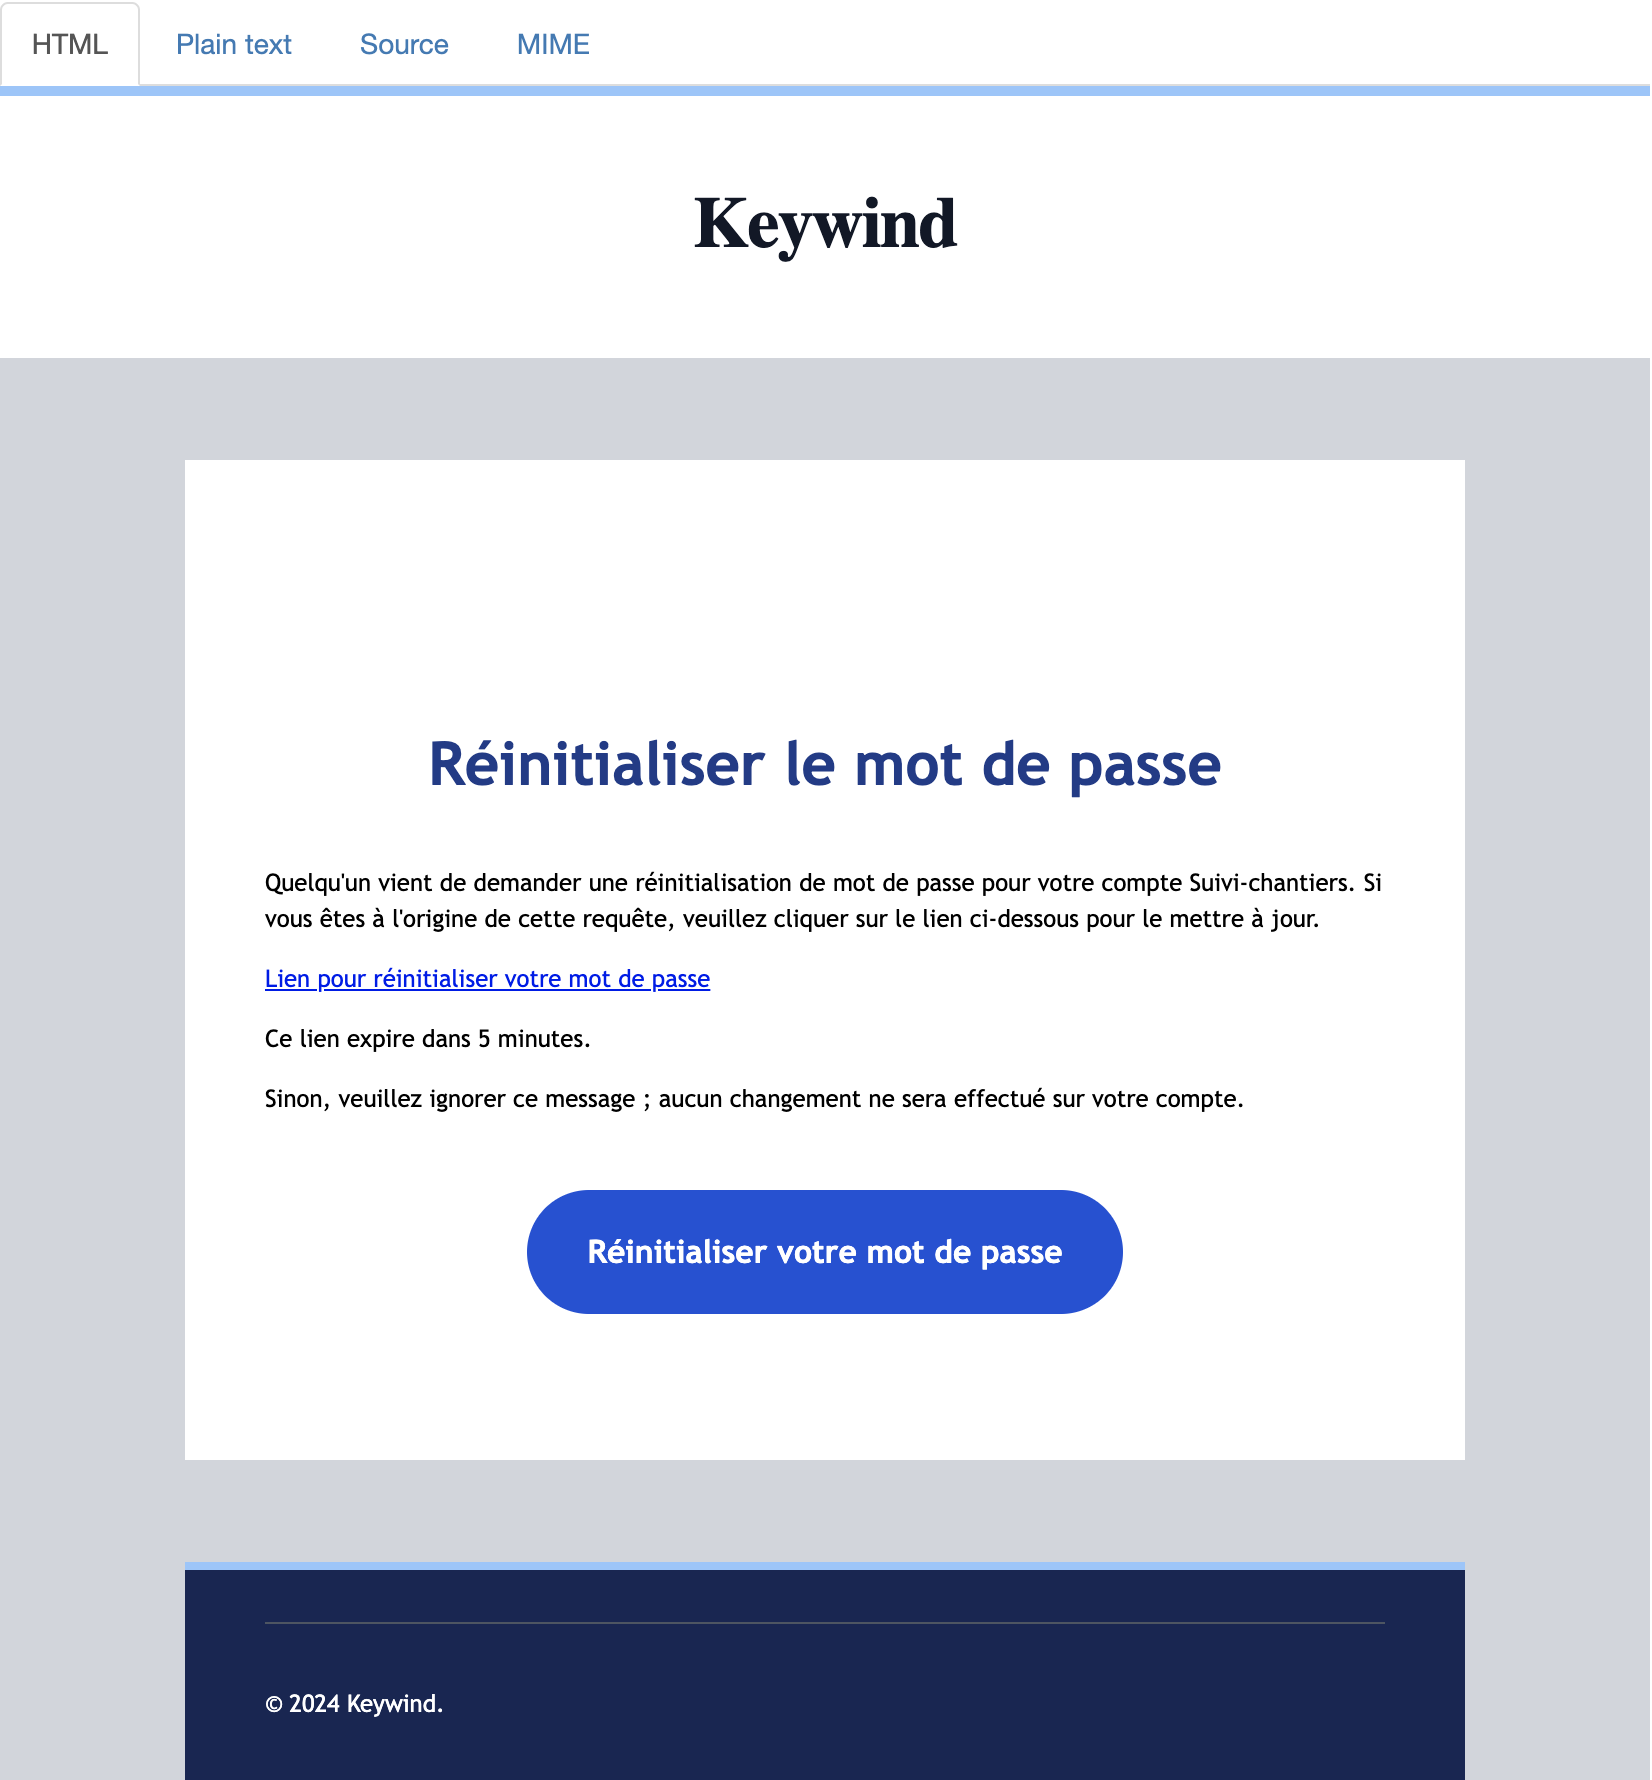 HTML Plain text Source MIME
Keywind
Réinitialiser le mot de passe
Quelqu'un vient de demander une réinitialisation de mot de passe pour votre compte Suivi-chantiers. Si
vous êtes à l'origine de cette requête, veuillez cliquer sur le lien ci-dessous pour le mettre à jour.
Lien pour réinitialiser votre mot de passe
Ce lien expire dans 5 minutes.
Sinon, veuillez ignorer ce message ; aucun changement ne sera effectué sur votre compte.
Réinitialiser votre mot de passe
© 2024 Keywind.